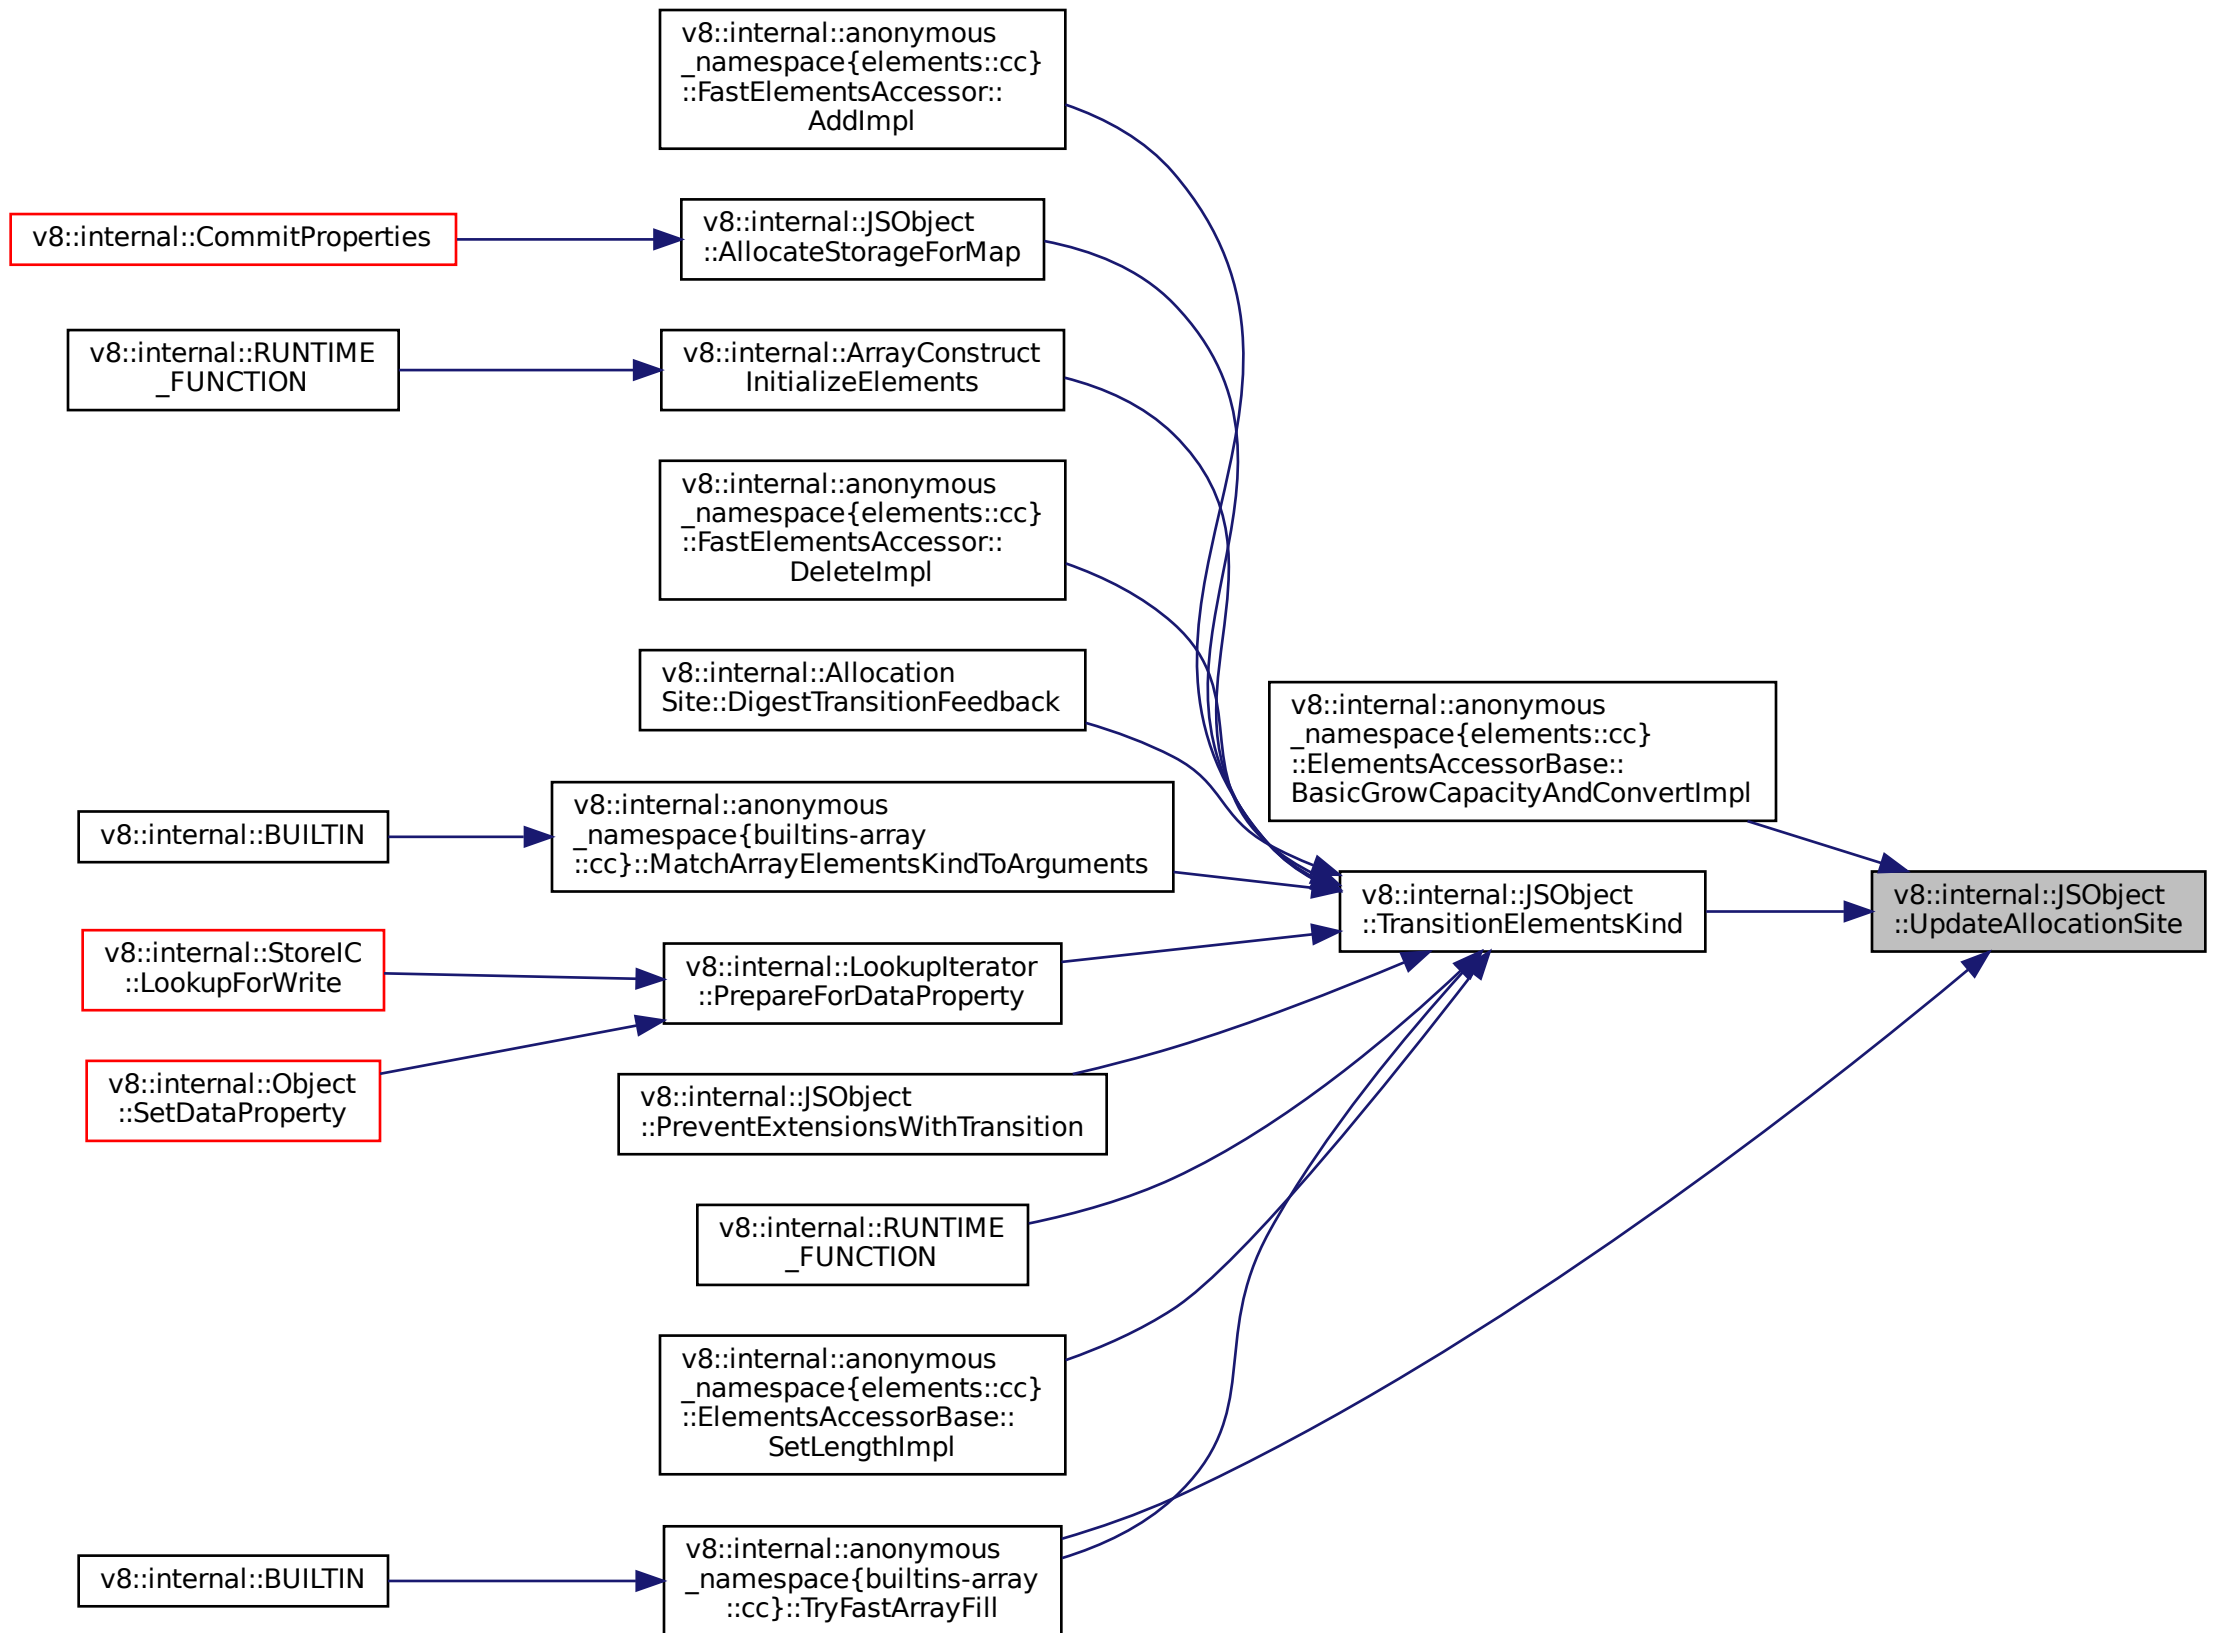 v8::internal::anonymous
_namespace{elements::cc}
::FastElementsAccessor::
AddImpl
v8::internal::CommitProperties
v8::internal::JSObject
::AllocateStorageForMap
v8::internal::RUNTIME
_FUNCTION
v8::internal::ArrayConstruct
InitializeElements
v8::internal::anonymous
_namespace{elements::cc}
::FastElementsAccessor::
DeleteImpl
v8::internal::Allocation
Site::DigestTransitionFeedback
v8::internal::anonymous
_namespace{elements::cc}
::ElementsAccessorBase::
BasicGrowCapacityAndConvertImpl
v8::internal::BUILTIN
v8::internal::anonymous
_namespace{builtins-array
::cc}::MatchArrayElementsKindToArguments
v8::internal::JSObject
::TransitionElementsKind
v8::internal::JSObject
::UpdateAllocationSite
v8::internal::StoreIC
::LookupForWrite
v8::internal::LookupIterator
::PrepareForDataProperty
v8::internal::Object
::SetDataProperty
v8::internal::JSObject
::PreventExtensionsWithTransition
v8::internal::RUNTIME
_FUNCTION
v8::internal::anonymous
_namespace{elements::cc}
::ElementsAccessorBase::
SetLengthImpl
v8::internal::BUILTIN
v8::internal::anonymous
_namespace{builtins-array
::cc}::TryFastArrayFill